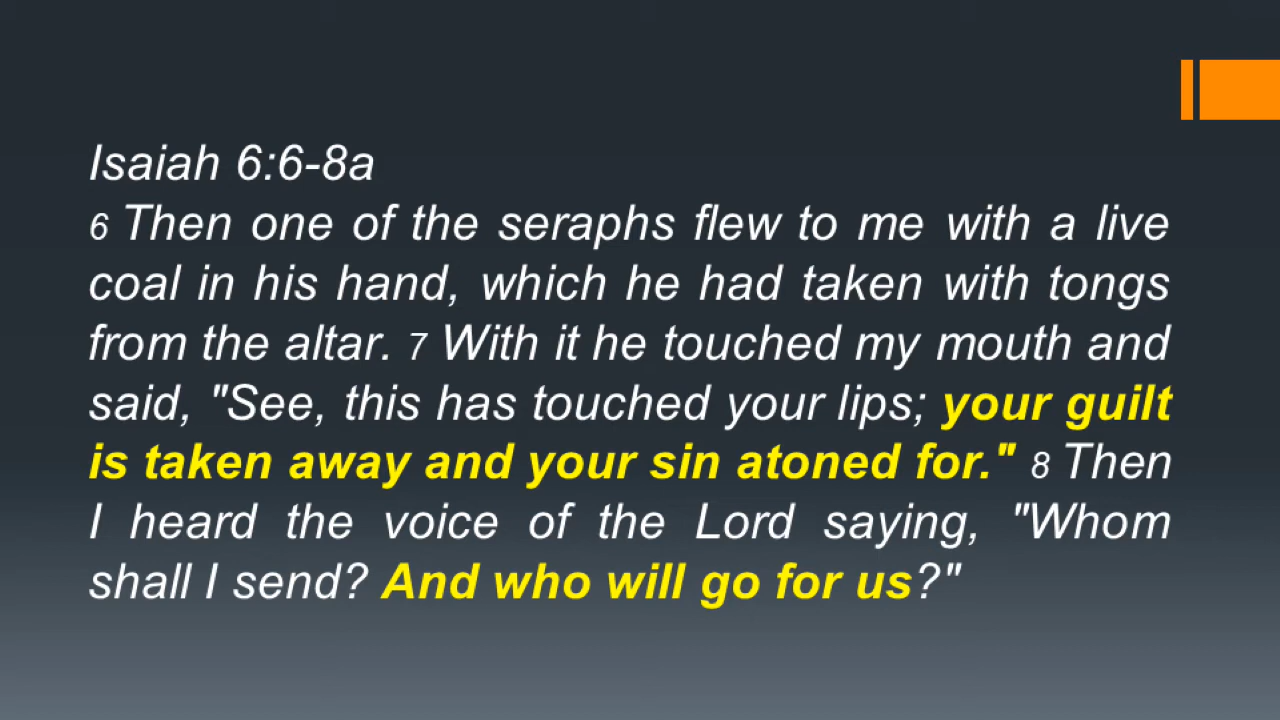 Isaiah 6:6-8a
6 Then one of the seraphs flew to me with a live
coal in his hand, which he had taken with tongs
from the altar. 7 With it he touched my mouth and
said, "See, this has touched your lips; your guilt
is taken away and your sin atoned for." 8 Then
I heard the voice of the Lord saying, "Whom
shall I send? And who will go for us?"